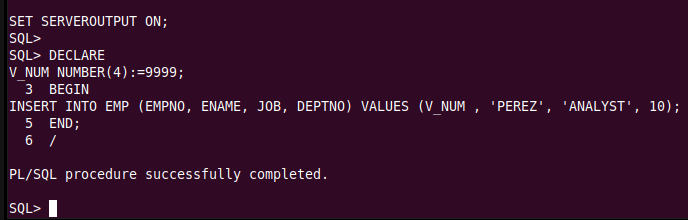 SET SERVEROUTPUT ON;
SQL>
SQL> DECLARE
V_NUM NUMBER(4):=9999;
  3  BEGIN
INSERT INTO EMP (EMPNO, ENAME, JOB, DEPTNO) VALUES (V_NUM , 'PEREZ', 'ANALYST', 10);
  5  END;
  6  /

PL/SQL procedure successfully completed.

SQL>